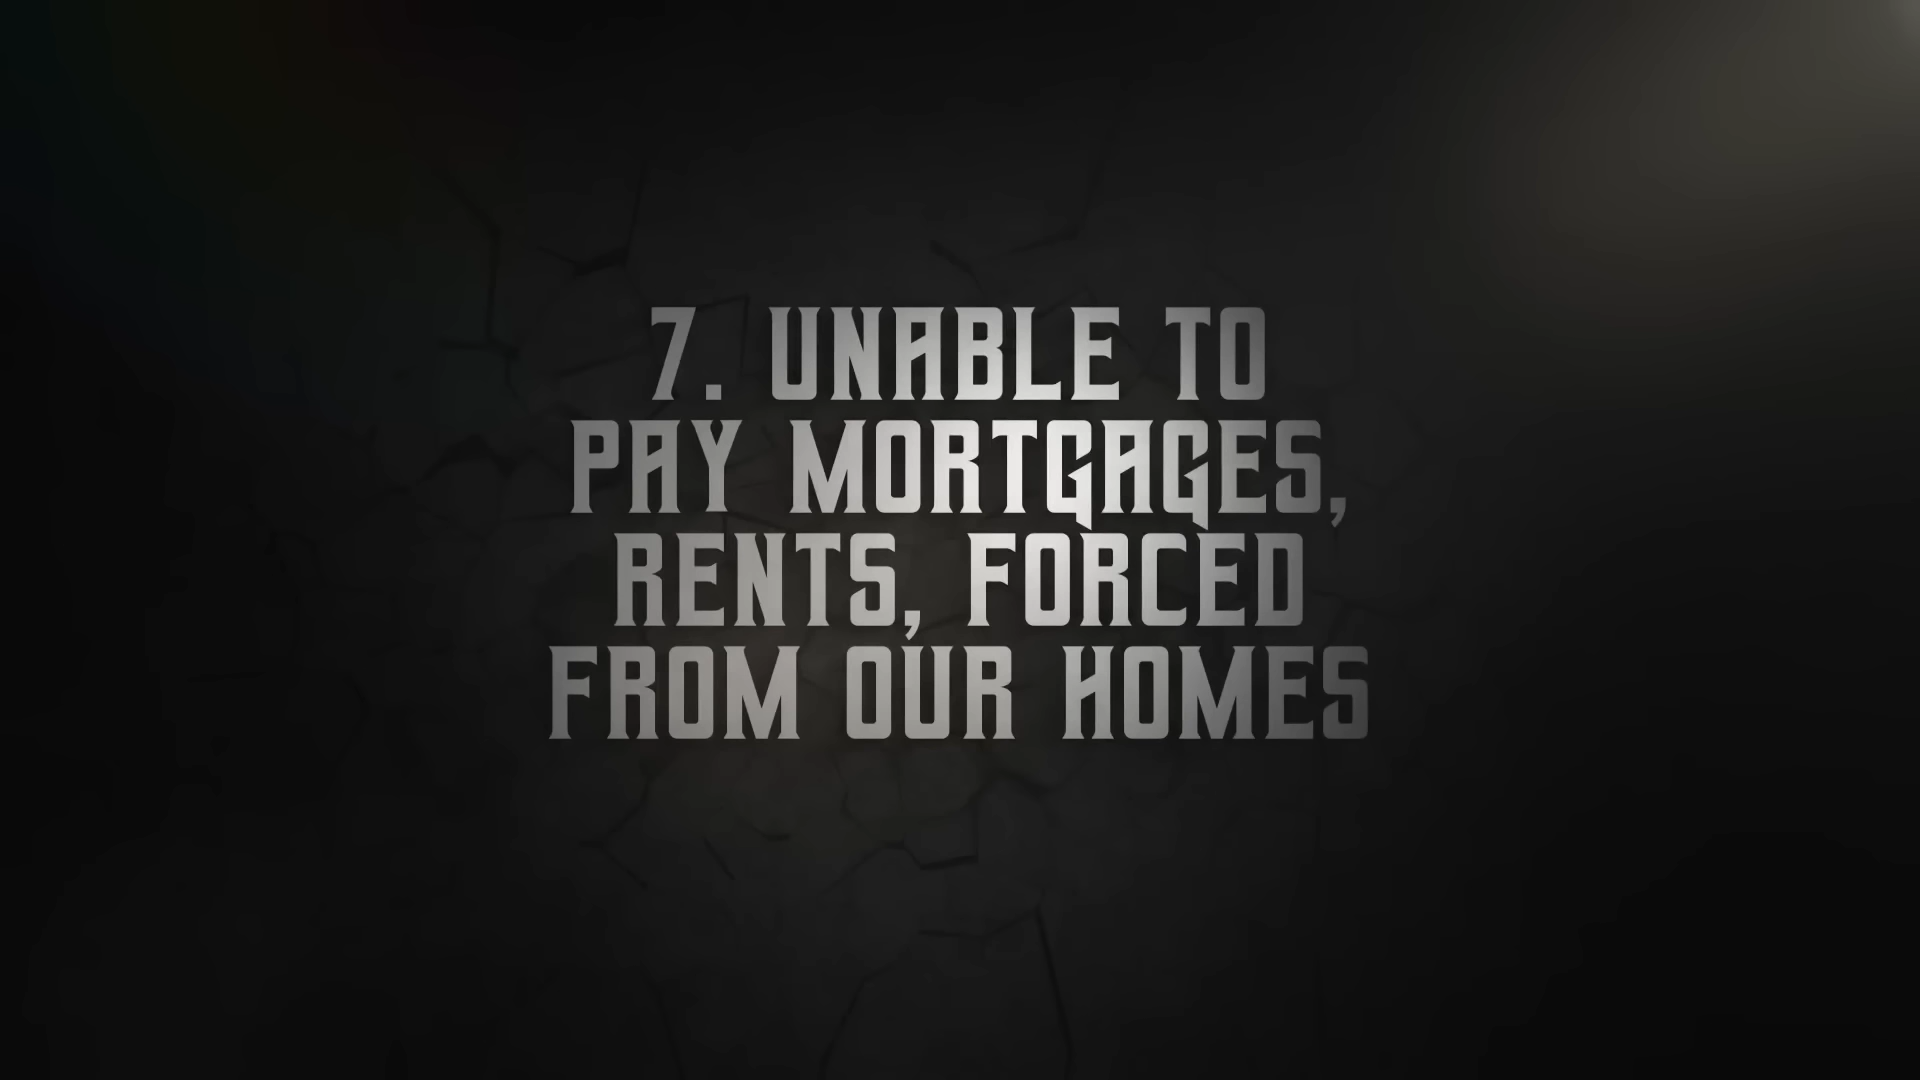 7. UNABLE TO
PAY MORTGAGES,
RENTS, FORCED
FROM OUR HOMES